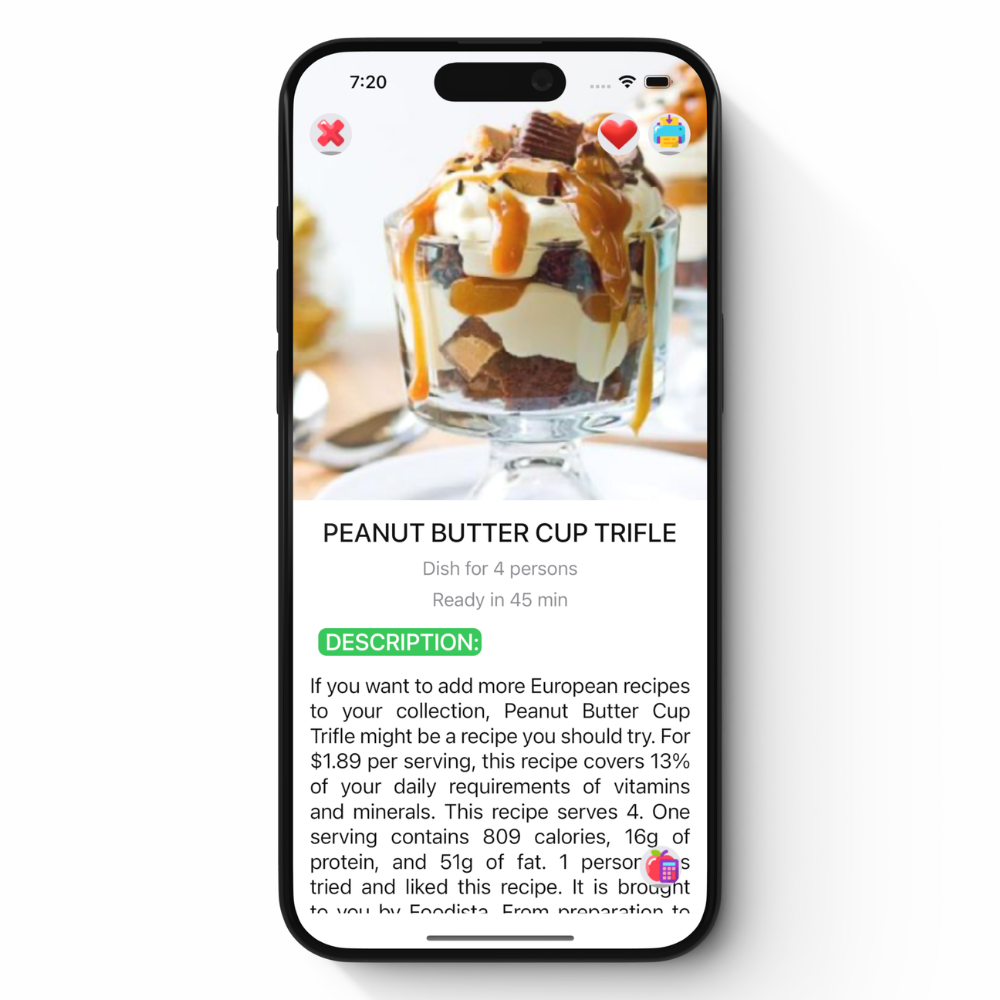 7:20
PEANUT BUTTER CUP TRIFLE
Dish for 4 persons
Ready in 45 min
DESCRIPTION:
If you want to add more European recipes
to your collection, Peanut Butter Cup
Trifle might be a recipe you should try. For
$1.89 per serving, this recipe covers 13%
of your daily requirements of vitamins
and minerals. This recipe serves 4. One
serving contains 809 calories, 16g of
protein, and 51g of fat. 1 person s
tried and liked this recipe. It is brought
to you by Foodista. From preparation to